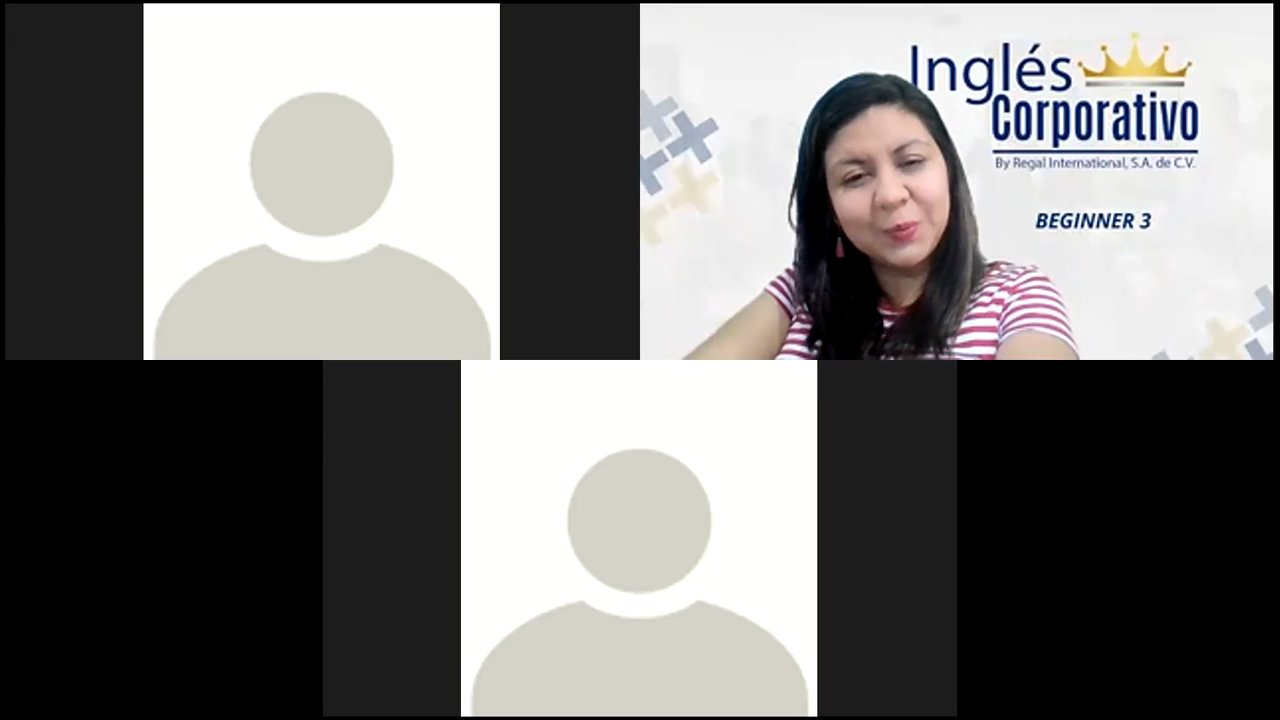 Inglés
Corporativo
By Regal International, S.A. de C.V.
BEGINNER 3